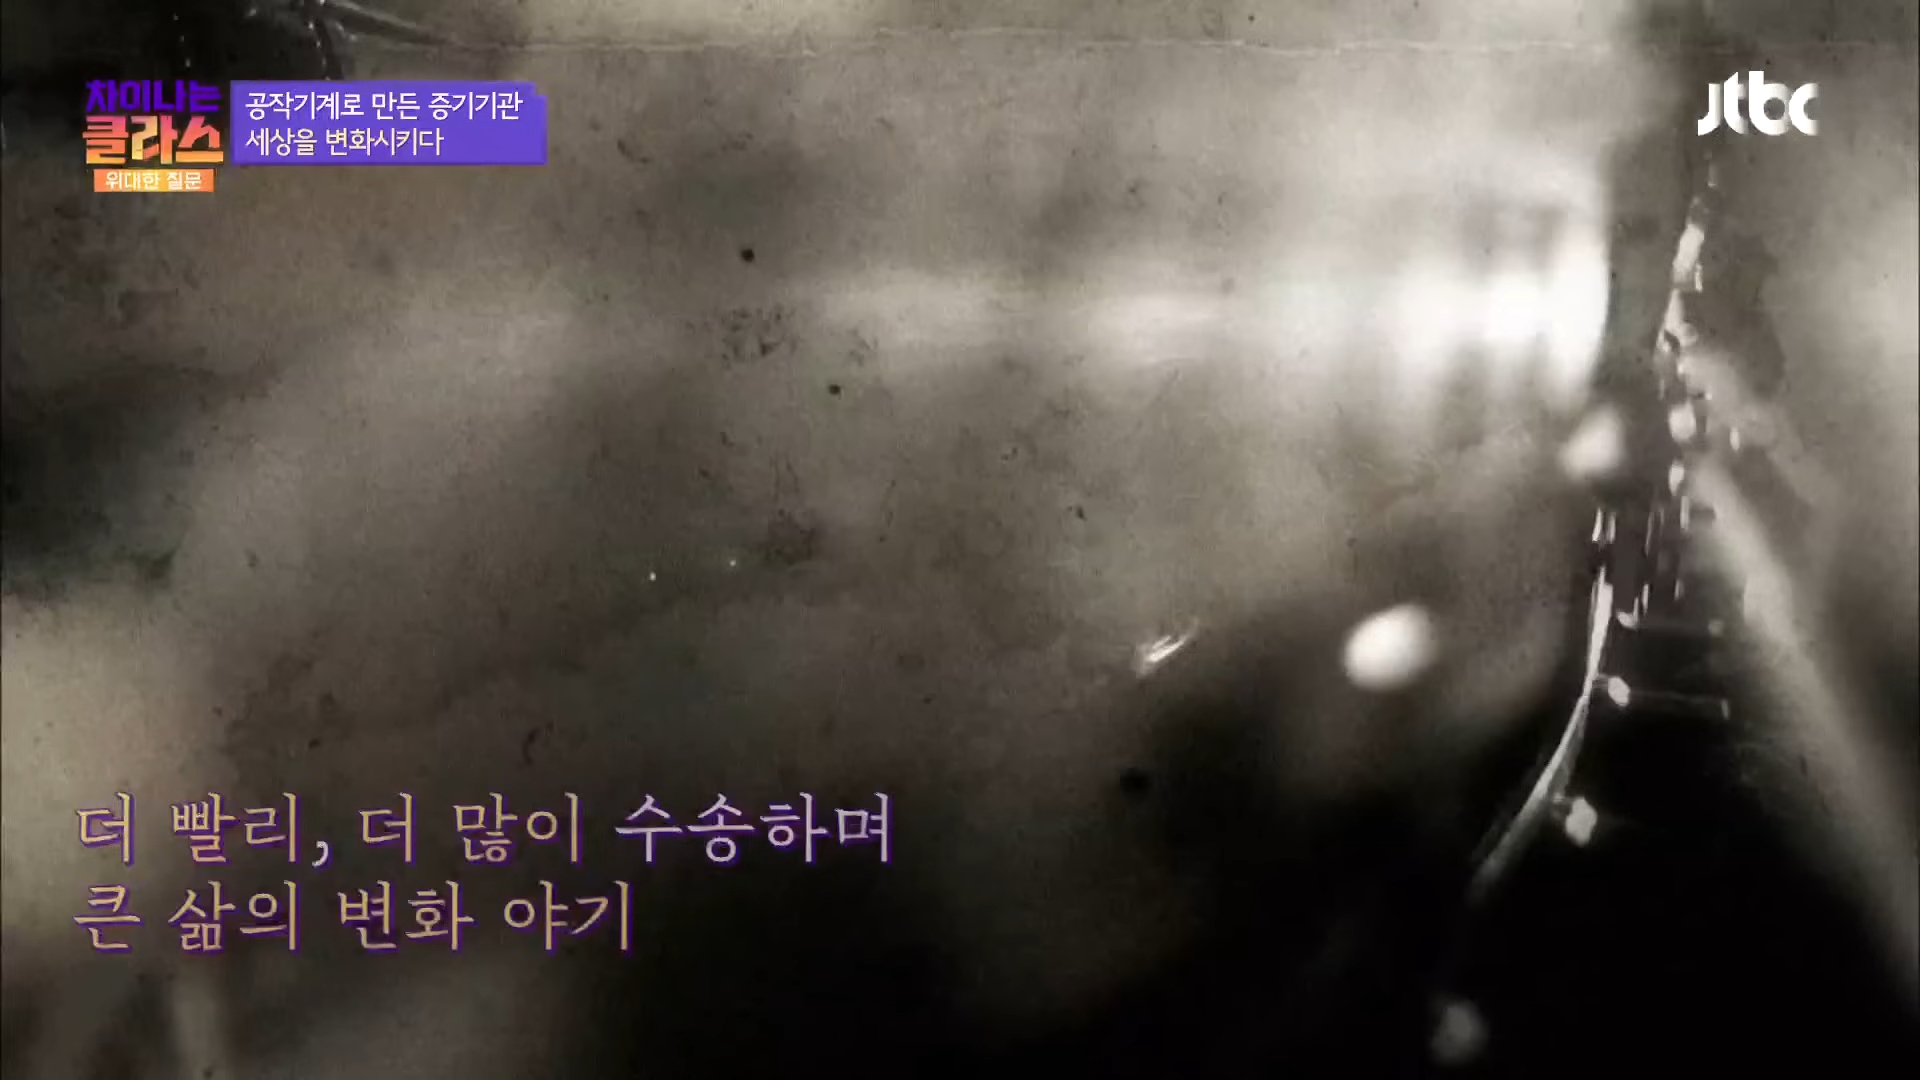 차이나는
클라스
위대한 질문
공작기계로 만든 증기기관
세상을 변화시키다
jtbc
더 빨리, 더 많이 수송하며
큰 삶의 변화 야기